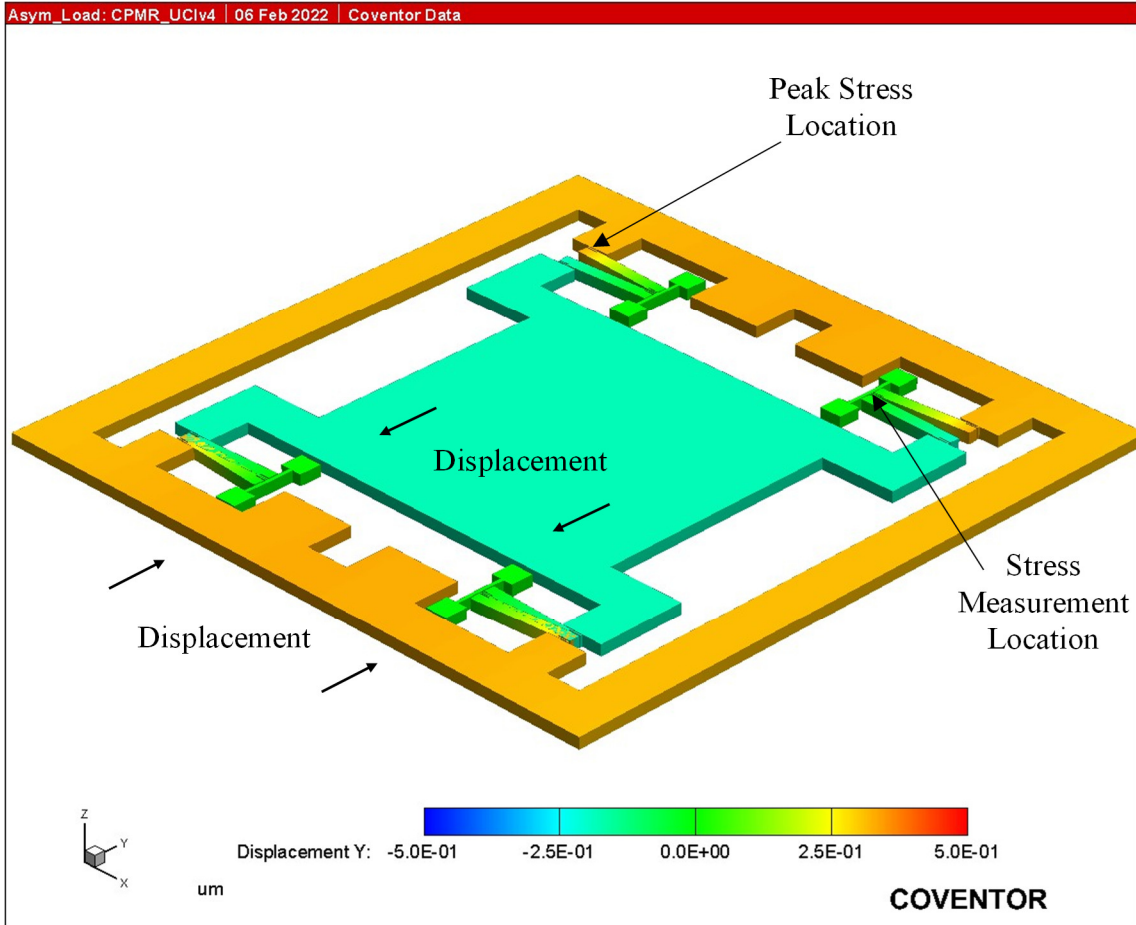 Asym_Load: CPMR_UCIv4 | 06 Feb 2022 | Coventor Data
Peak Stress
Location
Displacement
Stress
Measurement
Location
Displacement
Z
Y
X
Displacement Y: -5.0E-01 -2.5E-01 0.0E+00 2.5E-01 5.0E-01
um
COVENTOR